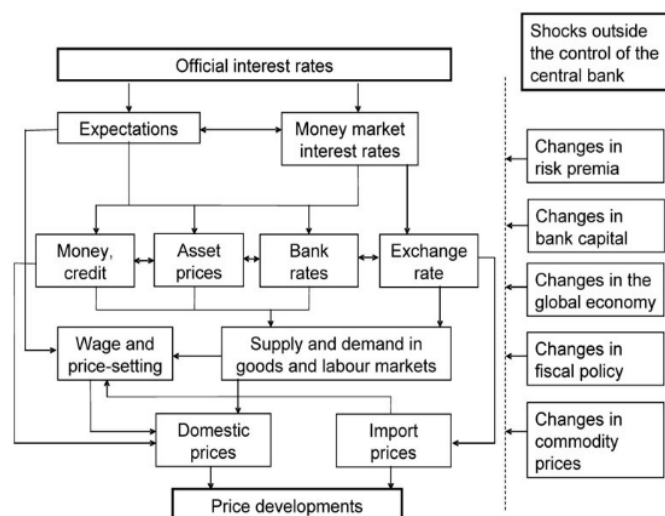 Shocks outside
the control of the
central bank
Official interest rates
Expectations
Money market
interest rates
Changes in
risk premia
Changes in
bank capital
Money,
credit
Asset
prices
Bank
rates
Exchange
rate
Changes in the
global economy
Wage and
price-setting
Supply and demand in
goods and labour markets
Changes in
fiscal policy
Domestic
prices
Import
prices
Changes in
commodity
prices
Price developments